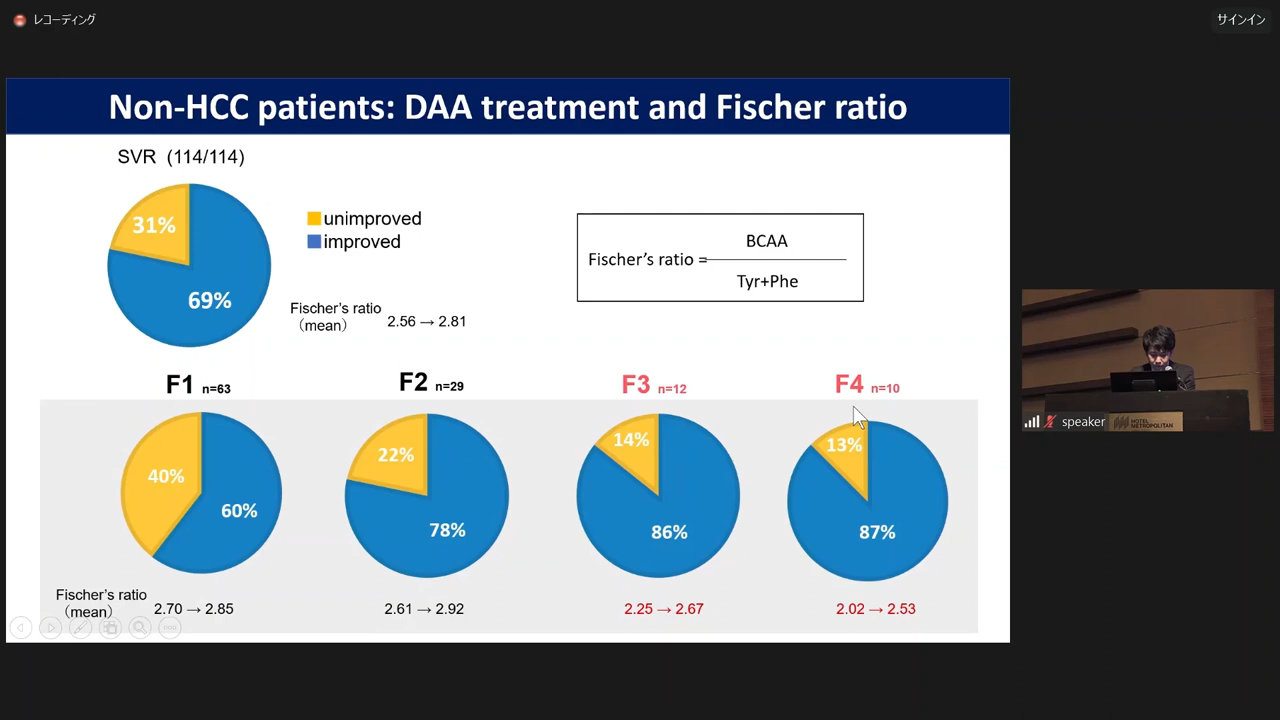 レコーディング
サインイン
Non-HCC patients: DAA treatment and Fischer ratio
SVR (114/114)
31%
69%
unimproved
improved
Fischer's ratio
（mean）
2.56 → 2.81
Fischer's ratio =
BCAA
Tyr+Phe
F1 n=63
F2 n=29
F3 n=12
F4 n=10
40%
60%
22%
78%
14%
86%
13%
87%
Fischer's ratio
（mean）
2.70 → 2.85
2.61 → 2.92
2.25 → 2.67
2.02 → 2.53
speaker
HOTEL
METROPOLITAN